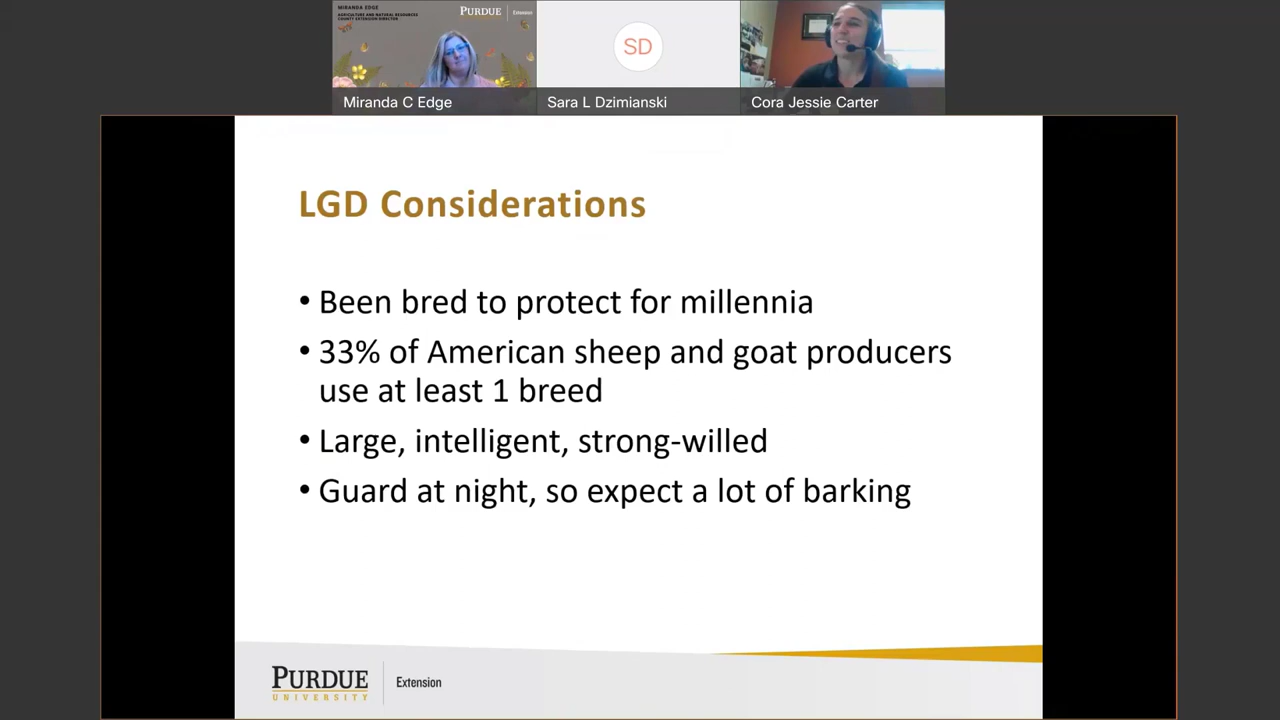 MIRANDA EDGE
AGRICULTURE AND NATURAL RESOURCES
COUNTY EXTENSION DIRECTOR
PURDUE
Extension
SD
Miranda C Edge
Sara L Dzimianski
Cora Jessie Carter
LGD Considerations
• Been bred to protect for millennia
• 33% of American sheep and goat producers
use at least 1 breed
• Large, intelligent, strong-willed
• Guard at night, so expect a lot of barking
PURDUE
UNIVERSITY
Extension